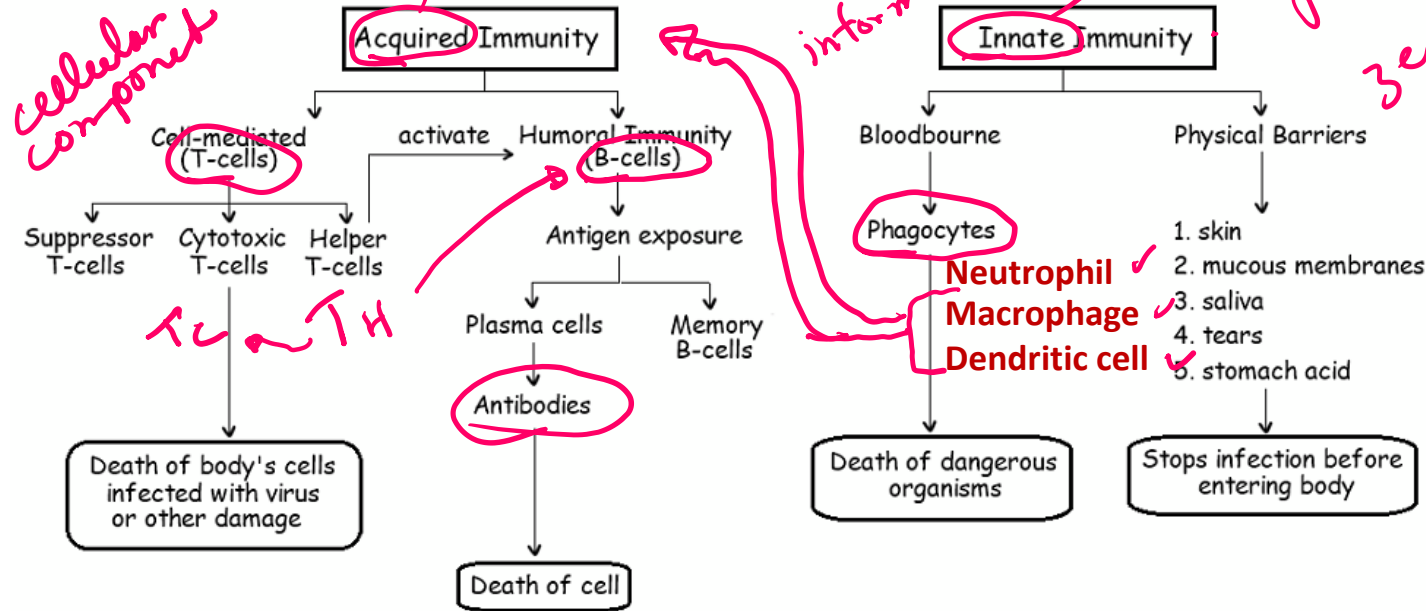 Acquired Immunity
Innate Immunity
cellular
componet
Cell-mediated
(T-cells)
activate
Humoral Immunity
(B-cells)
Suppressor
T-cells
Cytotoxic
T-cells
Helper
T-cells
Tc
TH
Antigen exposure
Plasma cells
Memory
B-cells
Antibodies
Death of body's cells
infected with virus
or other damage
Death of cell
Bloodbourne
Phagocytes
Neutrophil
Macrophage
Dendritic cell
Death of dangerous
organisms
Physical Barriers
1. skin
2. mucous membranes
3. saliva
4. tears
5. stomach acid
Stops infection before
entering body